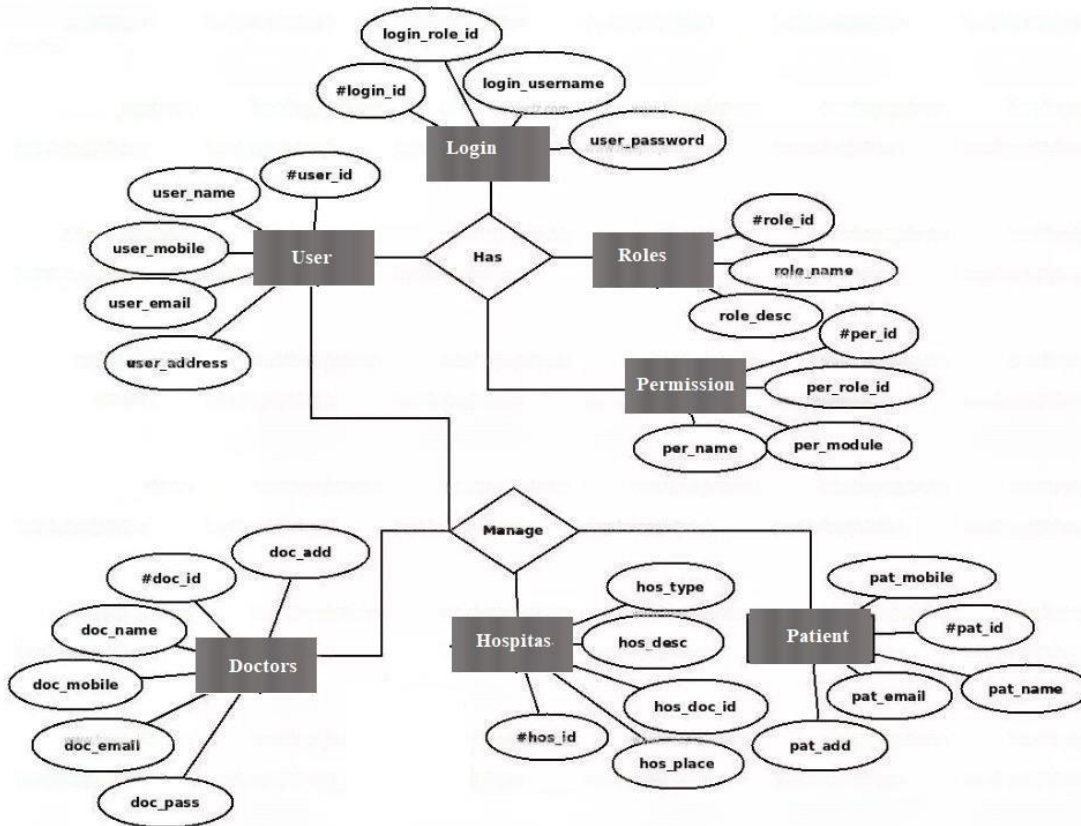 login_role_id
#login_id
login_username
user_password
Login
#user_id
user_name
user_mobile
user_email
user_address
User
Has
Roles
#role_id
role_name
role_desc
Permission
#per_id
per_role_id
per_module
per_name
Manage
doc_add
#doc_id
doc_name
doc_mobile
doc_email
doc_pass
Doctors
Hospitas
hos_type
hos_desc
hos_doc_id
hos_place
#hos_id
Patient
pat_mobile
#pat_id
pat_name
pat_email
pat_add